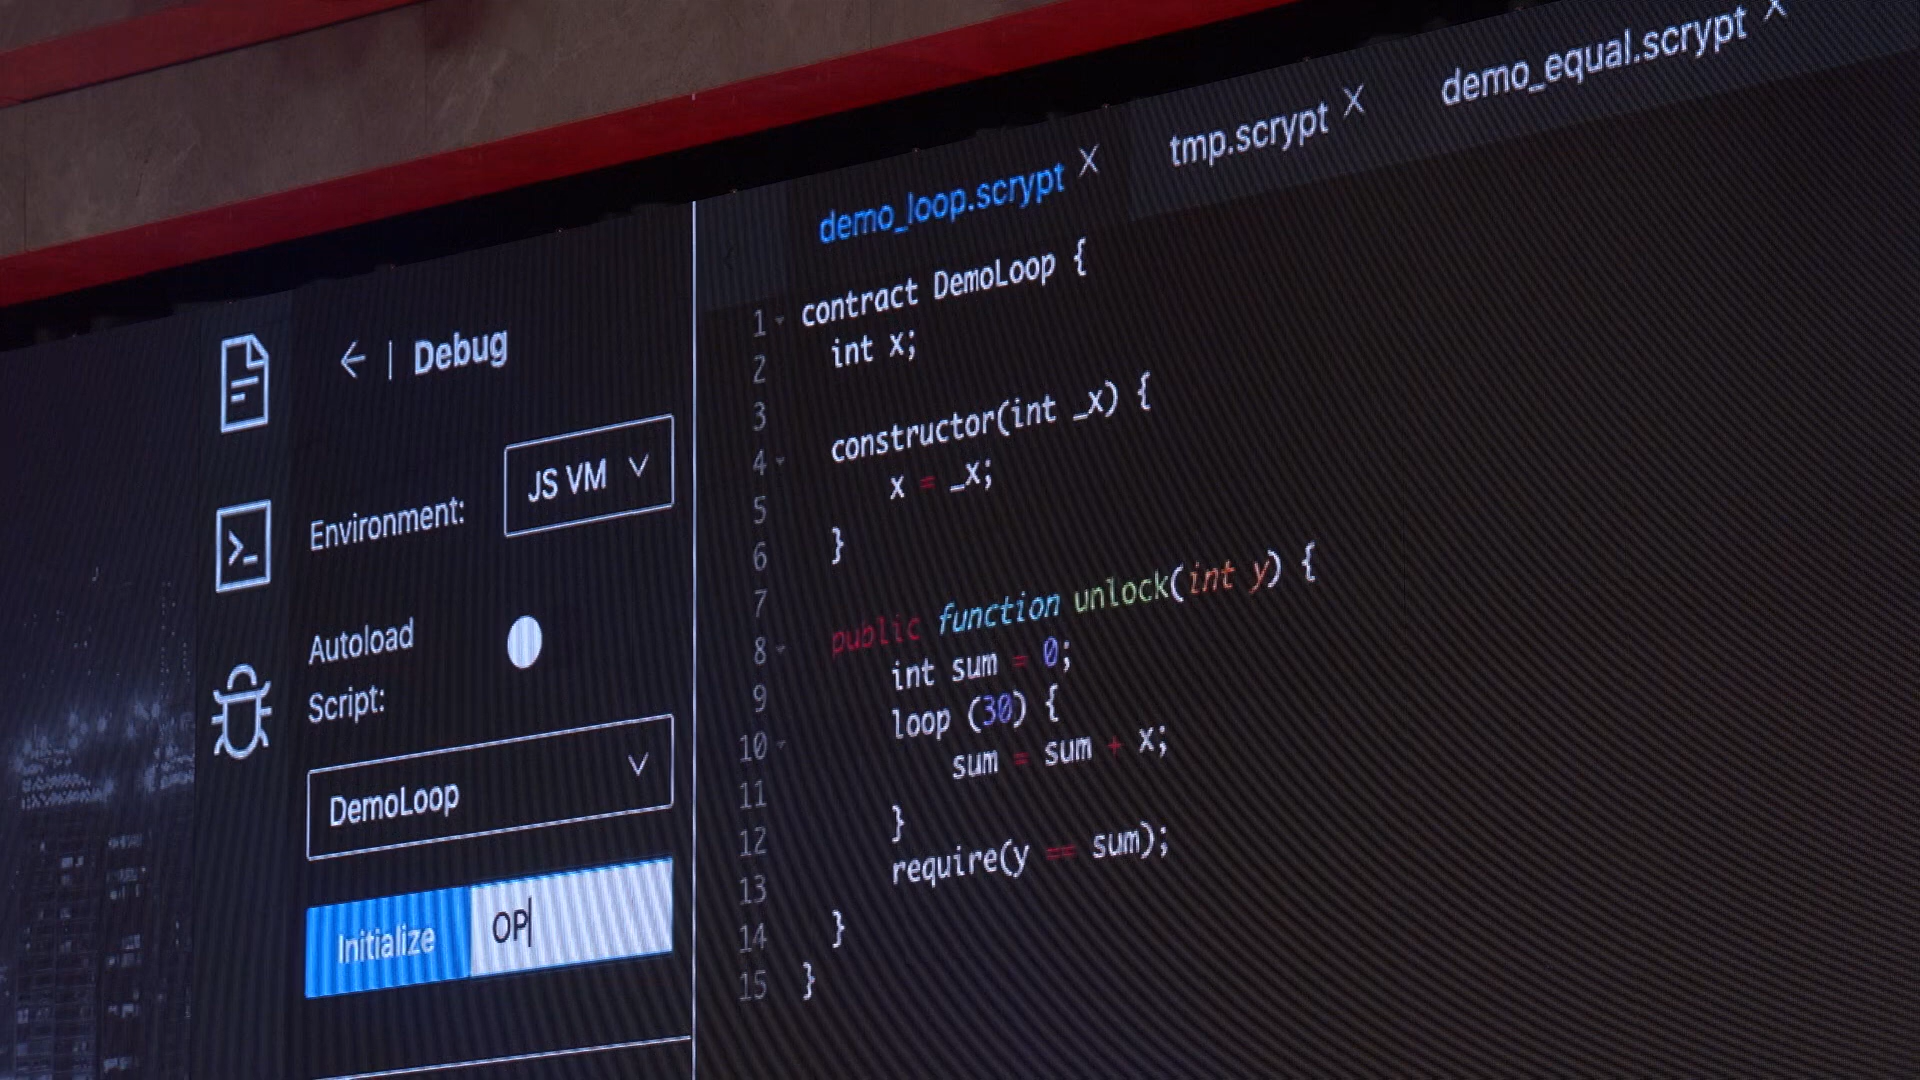 Debug
Environment:
JS VM
Autoload
Script:
DemoLoop
Initialize
OP
demo_loop.scrypt X
tmp.scrypt X
demo_equal.scrypt X
1 contract DemoLoop {
2 int x;
3
4 constructor(int _x) {
5 x = _x;
6 }
7
8 public function unlock(int y) {
9 int sum = 0;
10 loop (30) {
11 sum = sum + x;
12 }
13 require(y == sum);
14 }
15 }